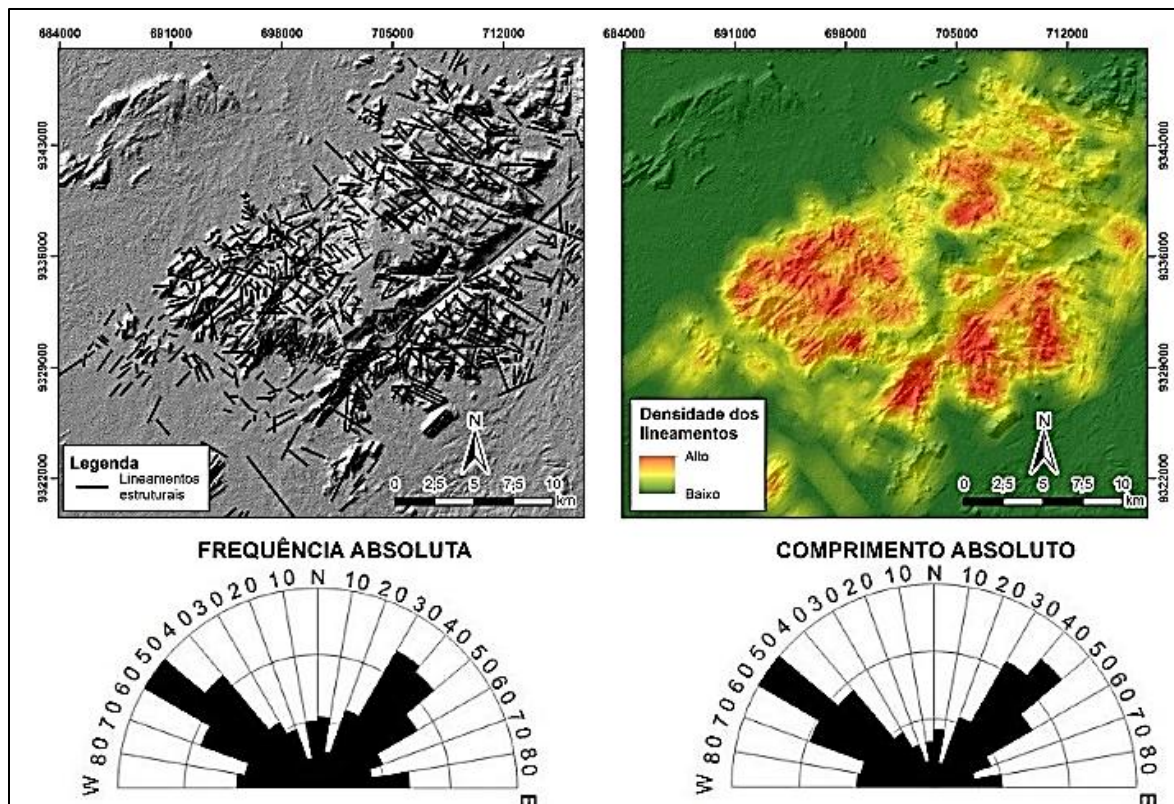 684000 691000 698000 705000 712000
684000 691000 698000 705000 712000
9343000
9336000
9329000
9322000
9343000
9336000
9329000
9322000
Legenda
Lineamentos
estruturais
N
0 2,5 5 7,5 10
km
Densidade dos
lineamentos
Alto
Baixo
N
0 2,5 5 7,5 10
km
FREQUÊNCIA ABSOLUTA
W 80 70 60 50 40 30 20 10 N 10 20 30 40 50 60 70 80 E
COMPRIMENTO ABSOLUTO
W 80 70 60 50 40 30 20 10 N 10 20 30 40 50 60 70 80 E